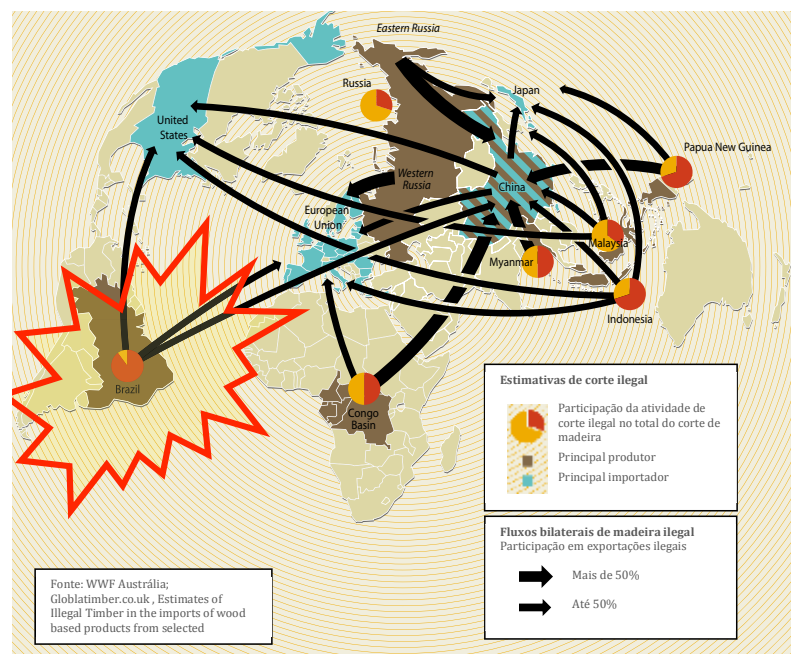 Eastern Russia
Russia
Japan
United
States
Papua New Guinea
Western
Russia
China
European
Union
Malaysia
Myanmar
Indonesia
Brazil
Congo
Basin
Estimativas de corte ilegal
Participação da atividade de
corte ilegal no total do corte de
madeira
Principal produtor
Principal importador
Fluxos bilaterais de madeira ilegal
Participação em exportações ilegais
Mais de 50%
Até 50%
Fonte: WWF Austrália;
Globlatimber.co.uk , Estimates of
Illegal Timber in the imports of wood
based products from selected